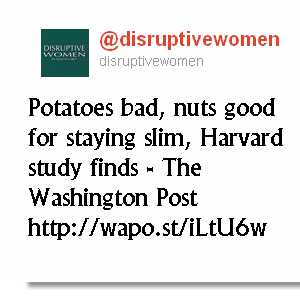 DISRUPTIVE
WOMEN
@disruptivewomen
disruptivewomen
Potatoes bad, nuts good
for staying slim, Harvard
study finds - The
Washington Post
http://wapo.st/iLtU6w